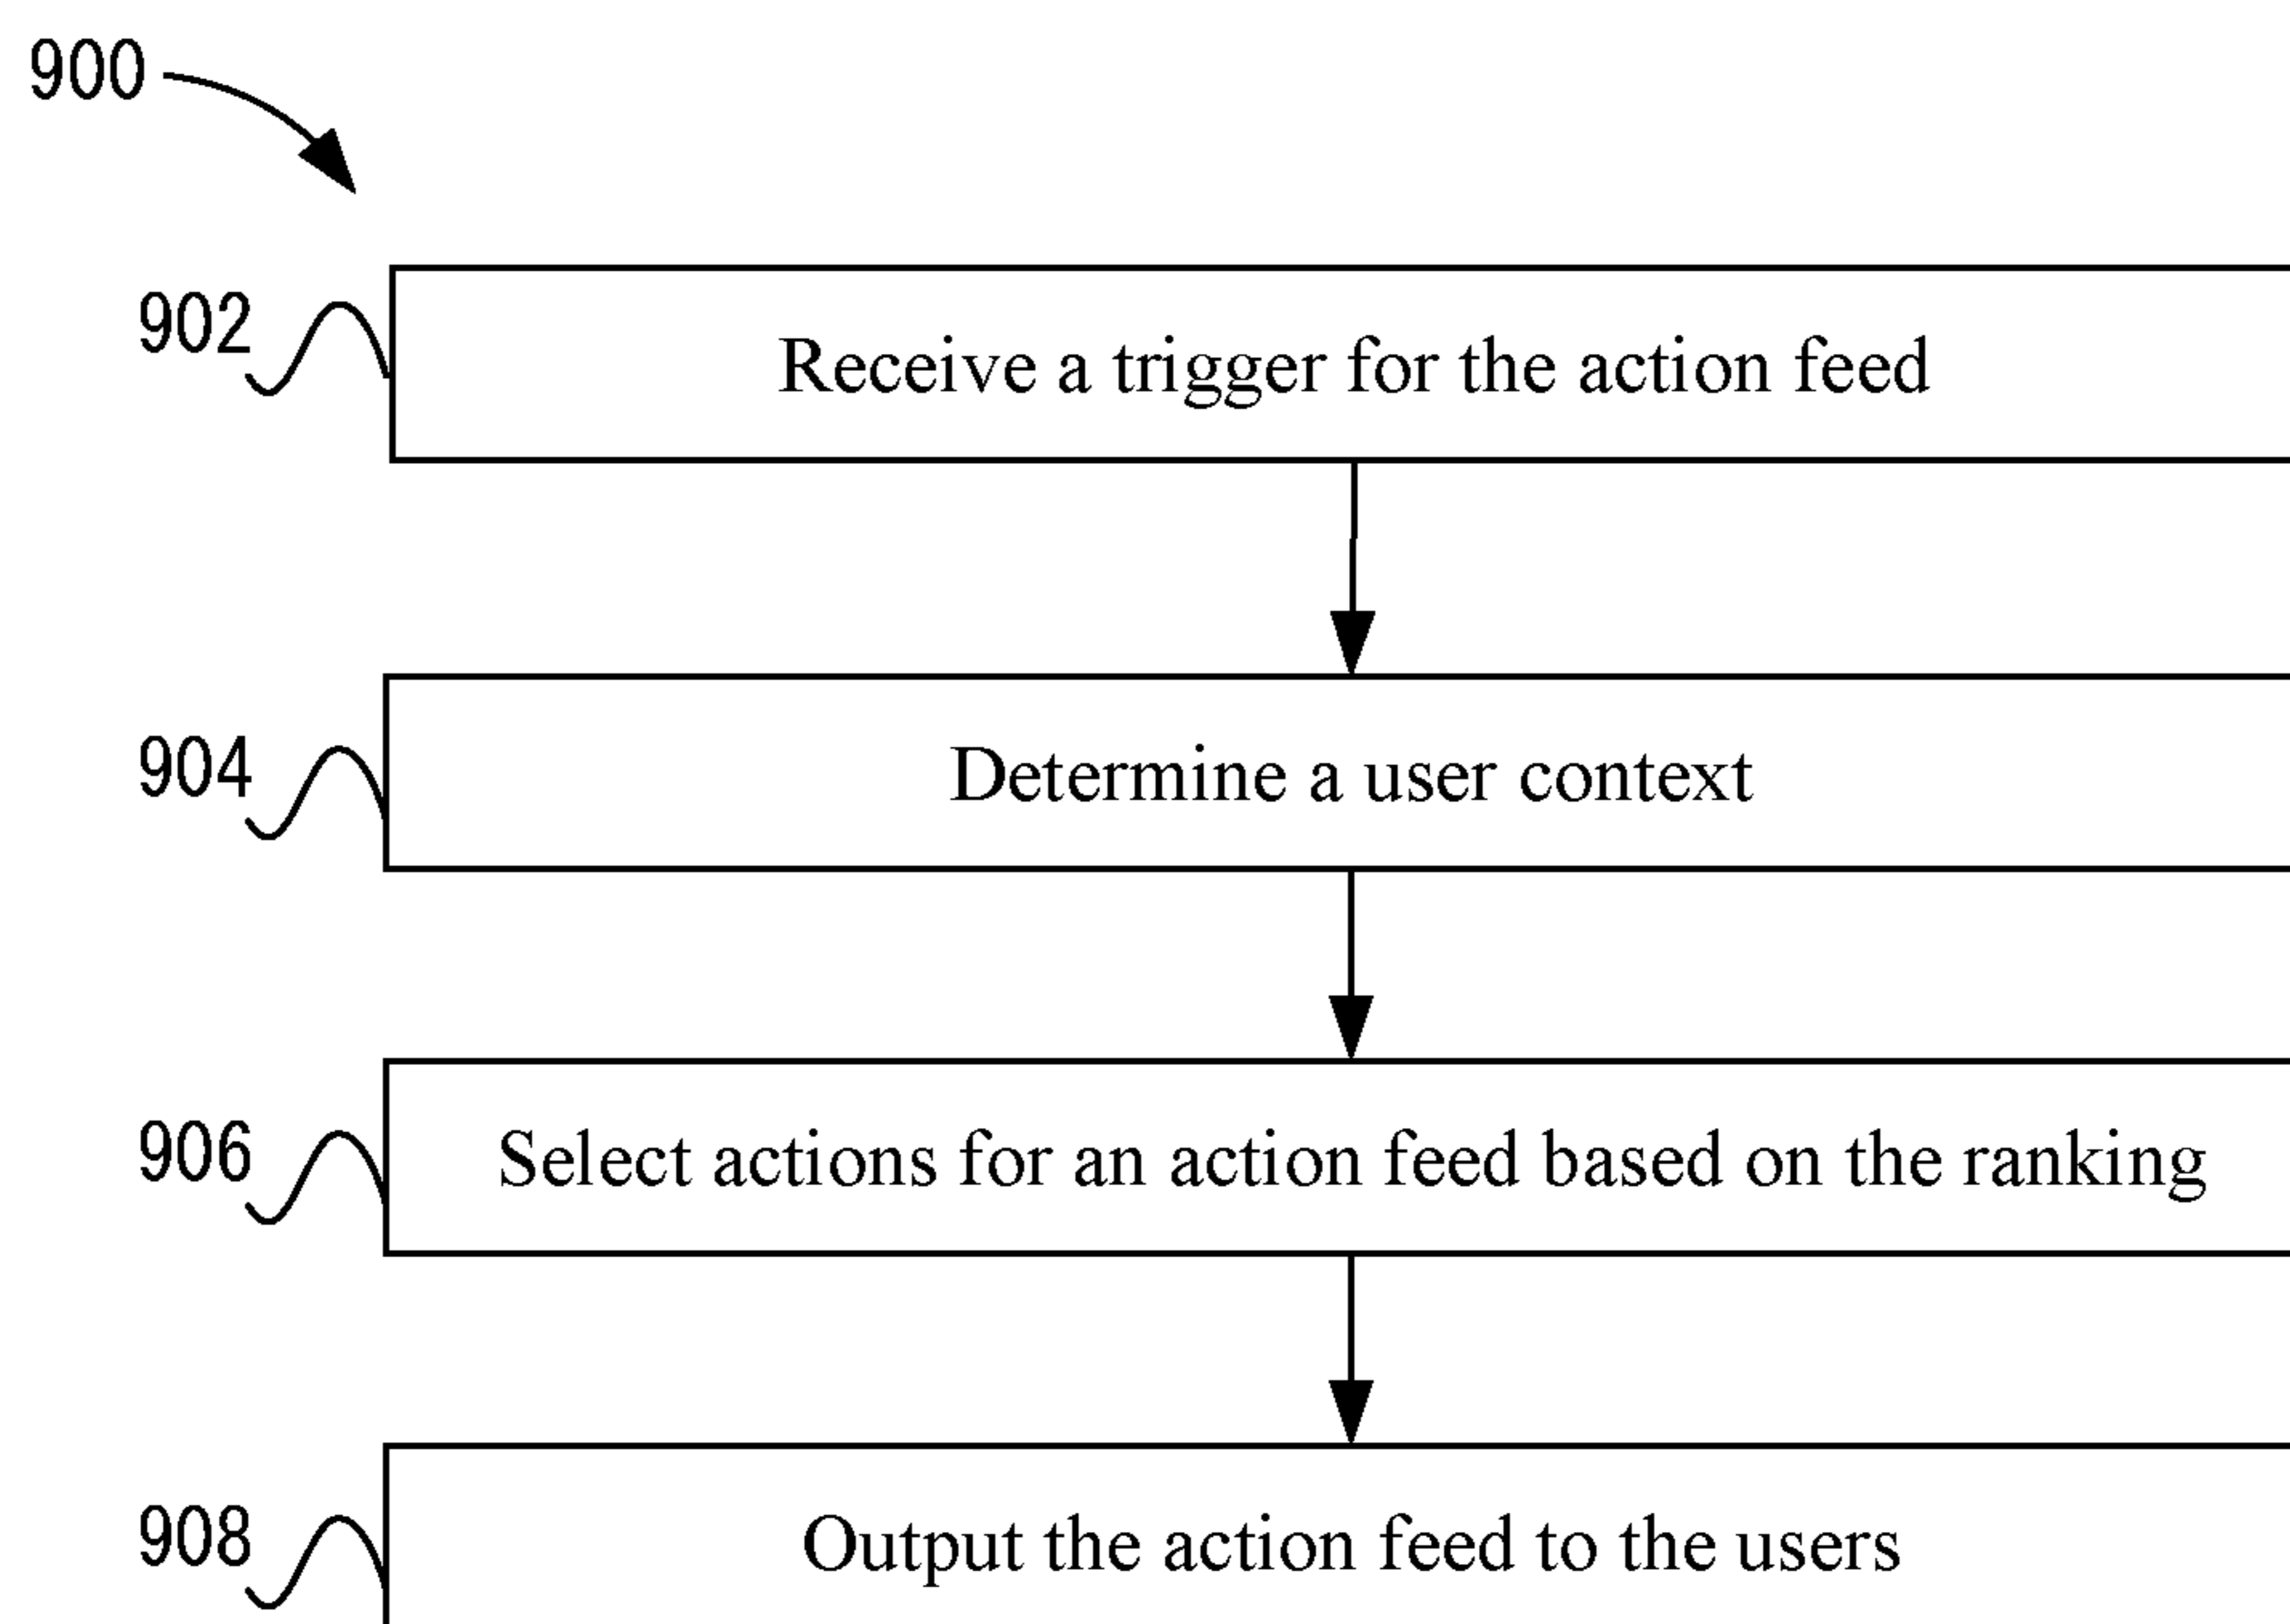 900
902
Receive a trigger for the action feed
904
Determine a user context
906
Select actions for an action feed based on the ranking
908
Output the action feed to the users